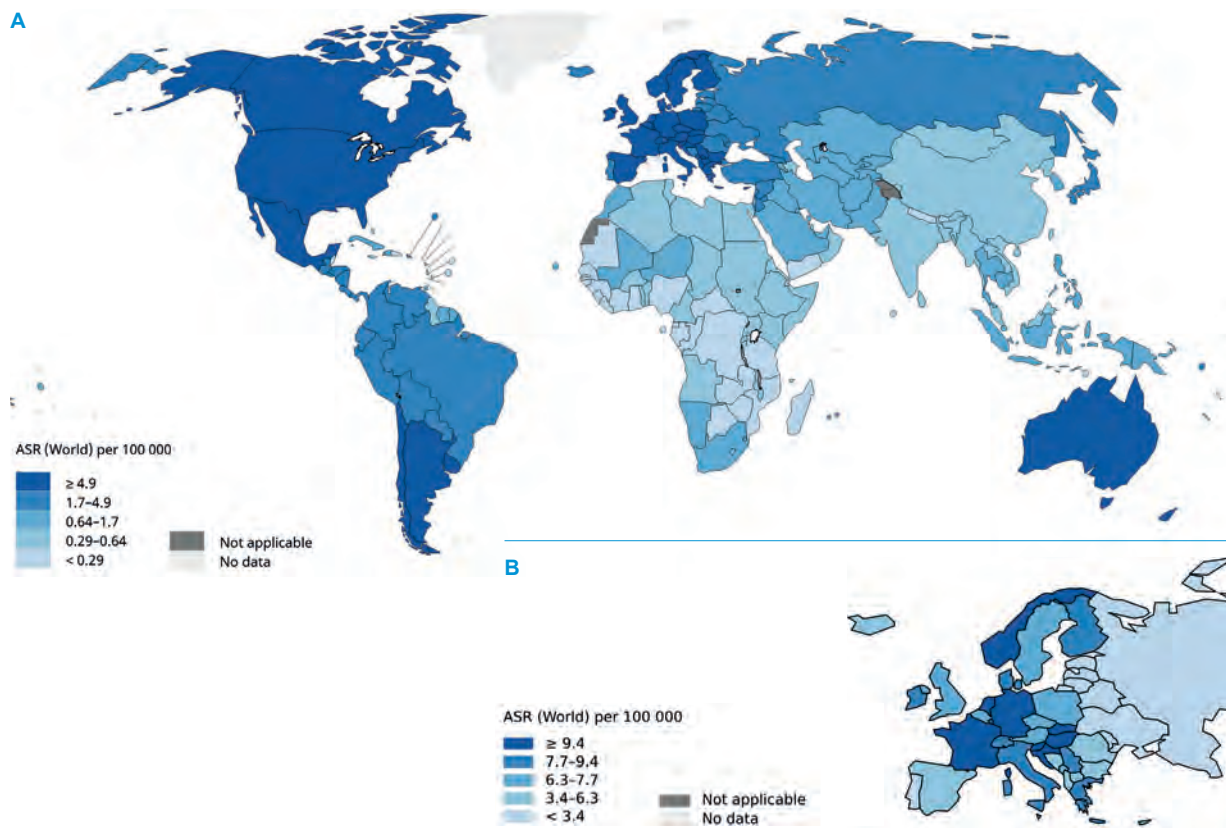 A
ASR (World) per 100 000
≥ 4.9
1.7–4.9
0.64–1.7
0.29–0.64
< 0.29
Not applicable
No data
B
ASR (World) per 100 000
≥ 9.4
7.7–9.4
6.3–7.7
3.4–6.3
< 3.4
Not applicable
No data